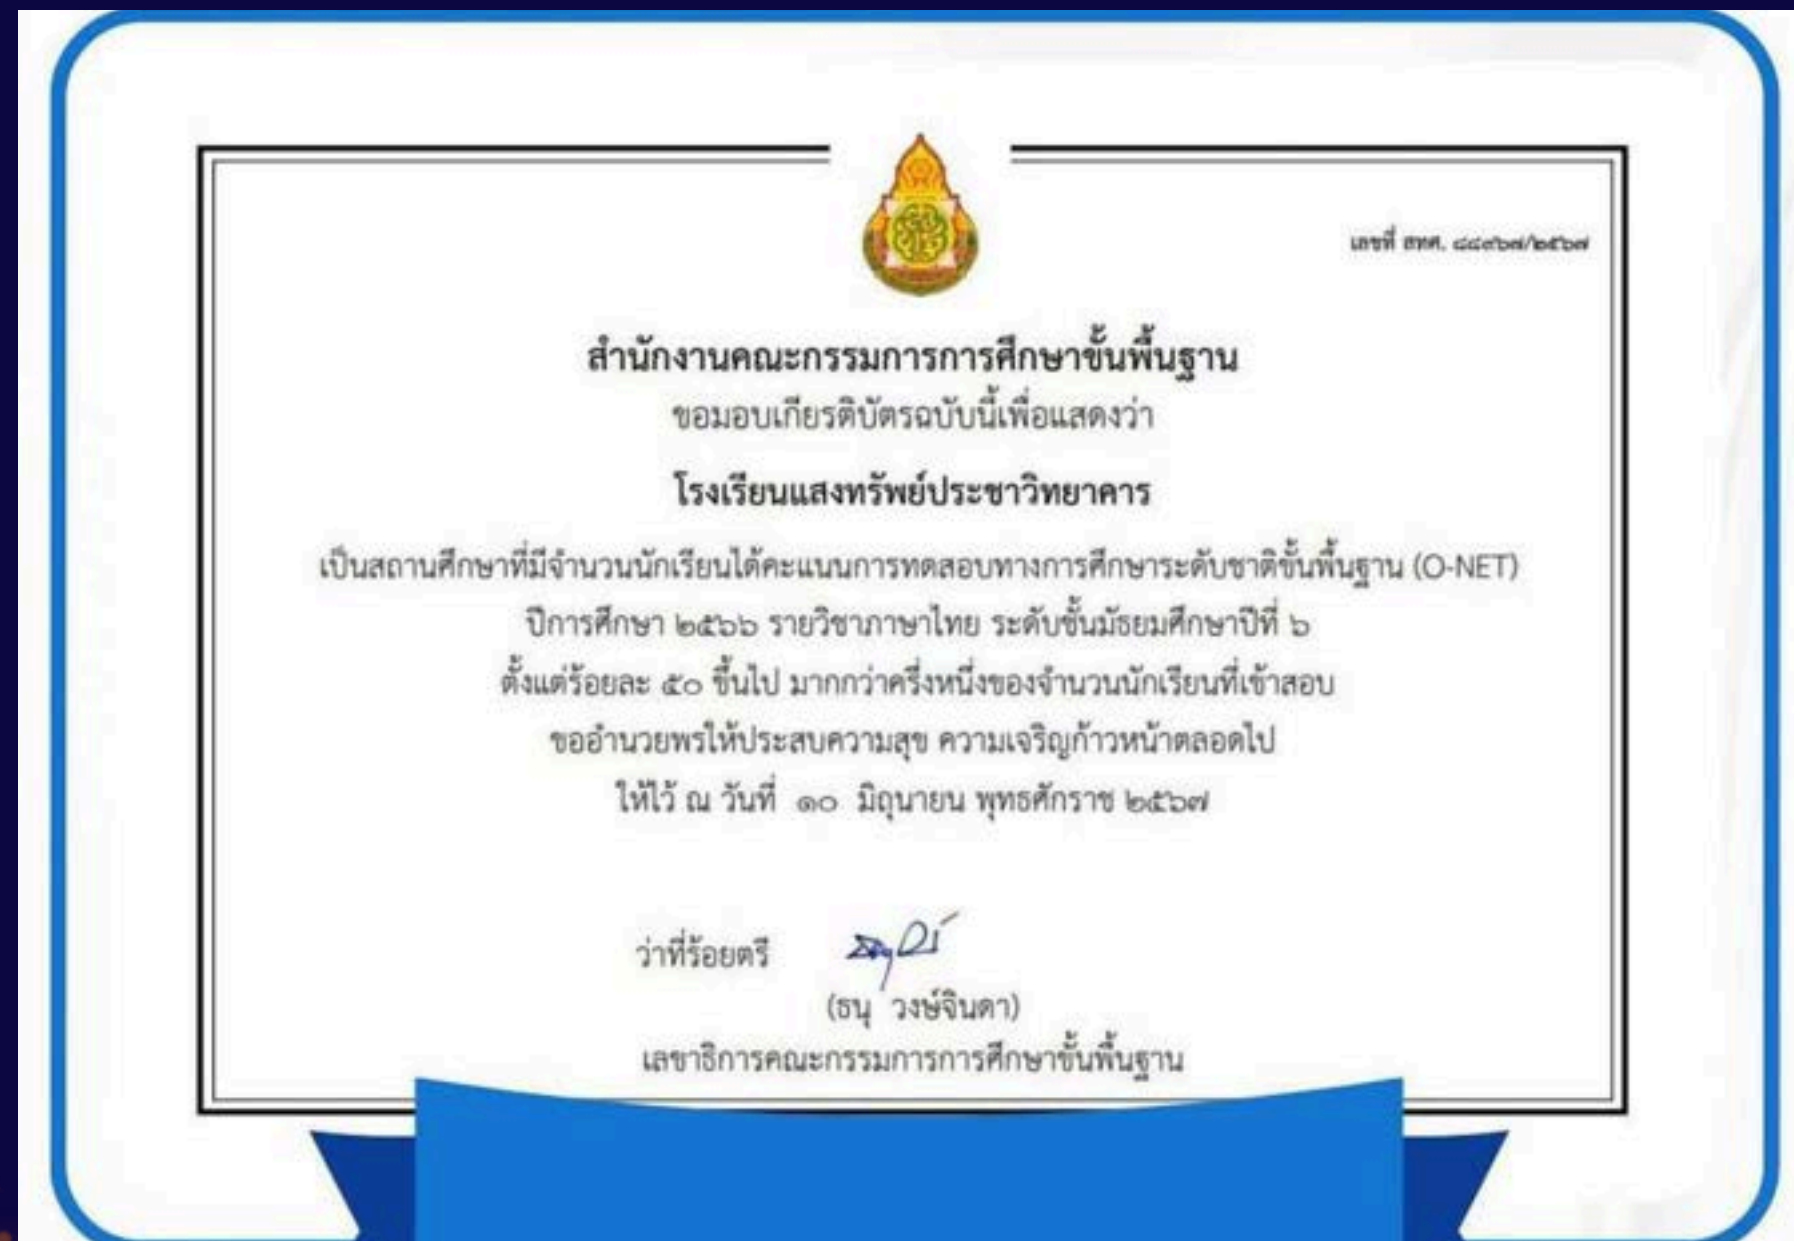 เลขที่ สทศ. ๘๘๙๖๗/๒๕๖๗
สำนักงานคณะกรรมการการศึกษาขั้นพื้นฐาน
ขอมอบเกียรติบัตรฉบับนี้เพื่อแสดงว่า
โรงเรียนแสงทรัพย์ประชาวิทยาคาร
เป็นสถานศึกษาที่มีจำนวนนักเรียนได้คะแนนการทดสอบทางการศึกษาระดับชาติขั้นพื้นฐาน (O-NET)
ปีการศึกษา ๒๕๖๖ รายวิชาภาษาไทย ระดับชั้นมัธยมศึกษาปีที่ ๖
ตั้งแต่ร้อยละ ๕๐ ขึ้นไป มากกว่าครึ่งหนึ่งของจำนวนนักเรียนที่เข้าสอบ
ขออำนวยพรให้ประสบความสุข ความเจริญก้าวหน้าตลอดไป
ให้ไว้ ณ วันที่ ๑๐ มิถุนายน พุทธศักราช ๒๕๖๗
ว่าที่ร้อยตรี
(ธนุ วงษ์จินดา)
เลขาธิการคณะกรรมการการศึกษาขั้นพื้นฐาน